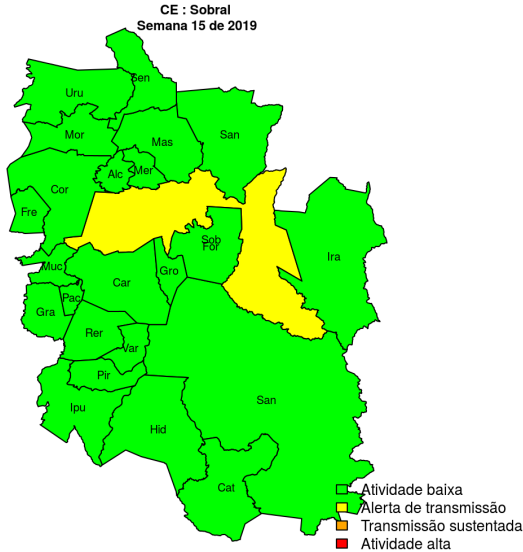 CE : Sobral
Semana 15 de 2019
Sen
Uru
Mor
Mas
San
Alc
Mer
Cor
Fre
Sob
For
Ira
Muc
Gro
Car
Pac
Gra
Rer
Var
Pir
San
Ipu
Hid
Cat
Atividade baixa
Alerta de transmissão
Transmissão sustentada
Atividade alta